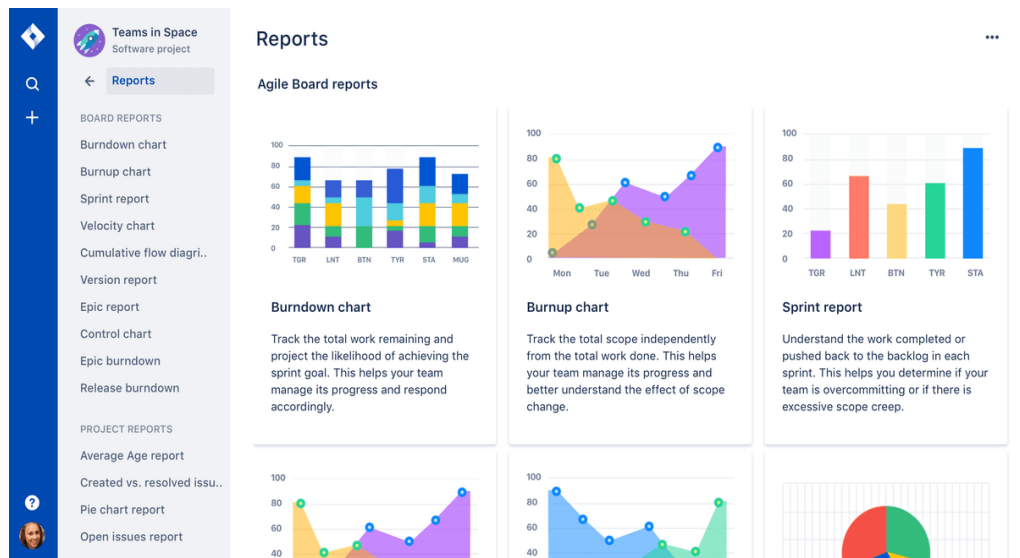 Teams in Space
Software project
Reports
BOARD REPORTS
Burndown chart
Burnup chart
Sprint report
Velocity chart
Cumulative flow diagri..
Version report
Epic report
Control chart
Epic burndown
Release burndown
PROJECT REPORTS
Average Age report
Created vs. resolved issu..
Pie chart report
Open issues report
?
Reports
Agile Board reports
100
80
60
40
20
0
TGR LNT BTN TYR STA MUG
Burndown chart
Track the total work remaining and
project the likelihood of achieving the
sprint goal. This helps your team
manage its progress and respond
accordingly.
100
80
60
40
20
0
Mon Tue Wed Thu Fri
Burnup chart
Track the total scope independently
from the total work done. This helps
your team manage its progress and
better understand the effect of scope
change.
100
80
60
40
20
0
TGR LNT BTN TYR STA
Sprint report
Understand the work completed or
pushed back to the backlog in each
sprint. This helps you determine if your
team is overcommitting or if there is
excessive scope creep.
100
80
60
40
100
80
60
40